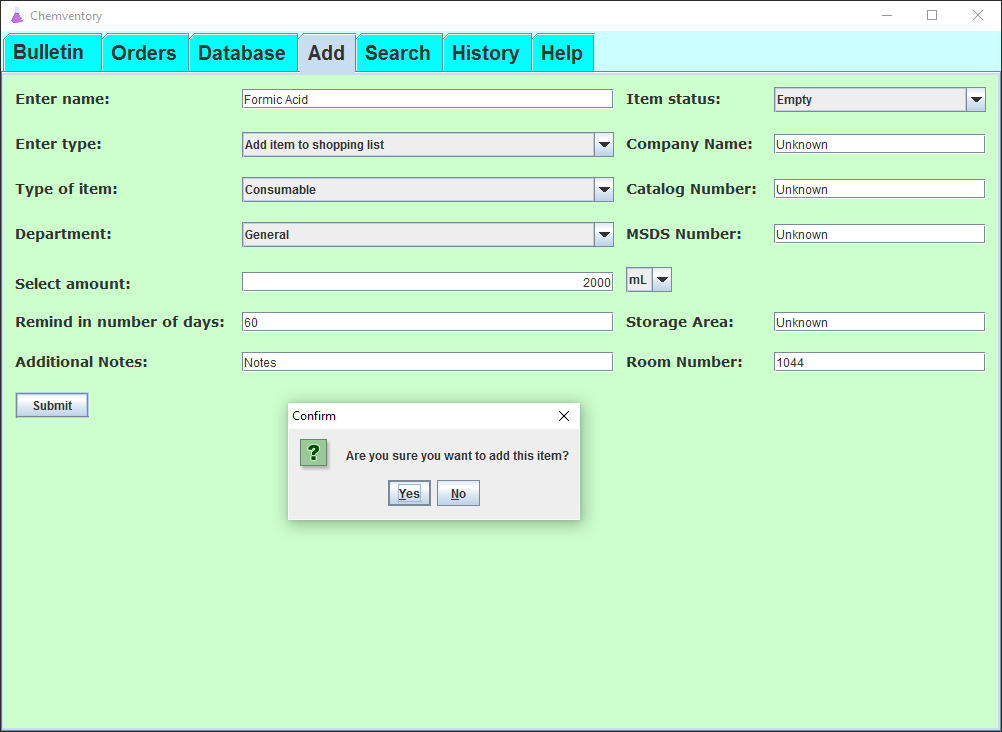 Chemventory
Bulletin Orders Database Add Search History Help
Enter name: Formic Acid Item status: Empty
Enter type: Add item to shopping list Company Name: Unknown
Type of item: Consumable Catalog Number: Unknown
Department: General MSDS Number: Unknown
Select amount: 2000 mL
Remind in number of days: 60 Storage Area: Unknown
Additional Notes: Notes Room Number: 1044
Submit
Confirm
? Are you sure you want to add this item?
Yes No